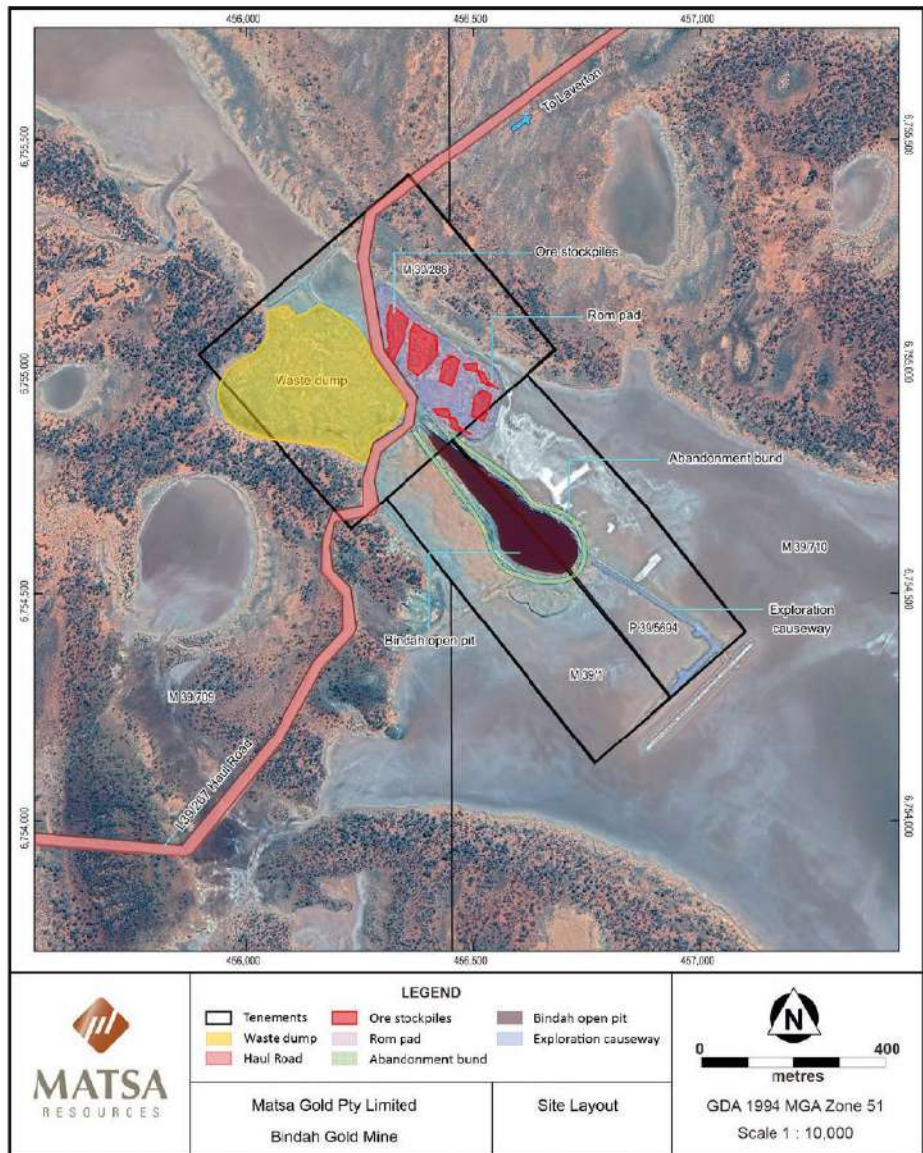 456,000 456,500 457,000
To Laverton
6,755,500 6,755,500
Ore stockpiles
M 39/286
Rom pad
6,755,000 6,755,000
Waste dump
Abandonment bund
M 39/710
6,754,500 6,754,500
Exploration
causeway
P 39/5694
Bindah open pit
M 39/1
M 39/709
L39/267 Haul Road
6,754,000 6,754,000
456,000 456,500 457,000
MATSA
RESOURCES
LEGEND
Tenements Ore stockpiles Bindah open pit
Waste dump Rom pad Exploration causeway
Haul Road Abandonment bund
Matsa Gold Pty Limited
Bindah Gold Mine
Site Layout
N
0 400
metres
GDA 1994 MGA Zone 51
Scale 1 : 10,000